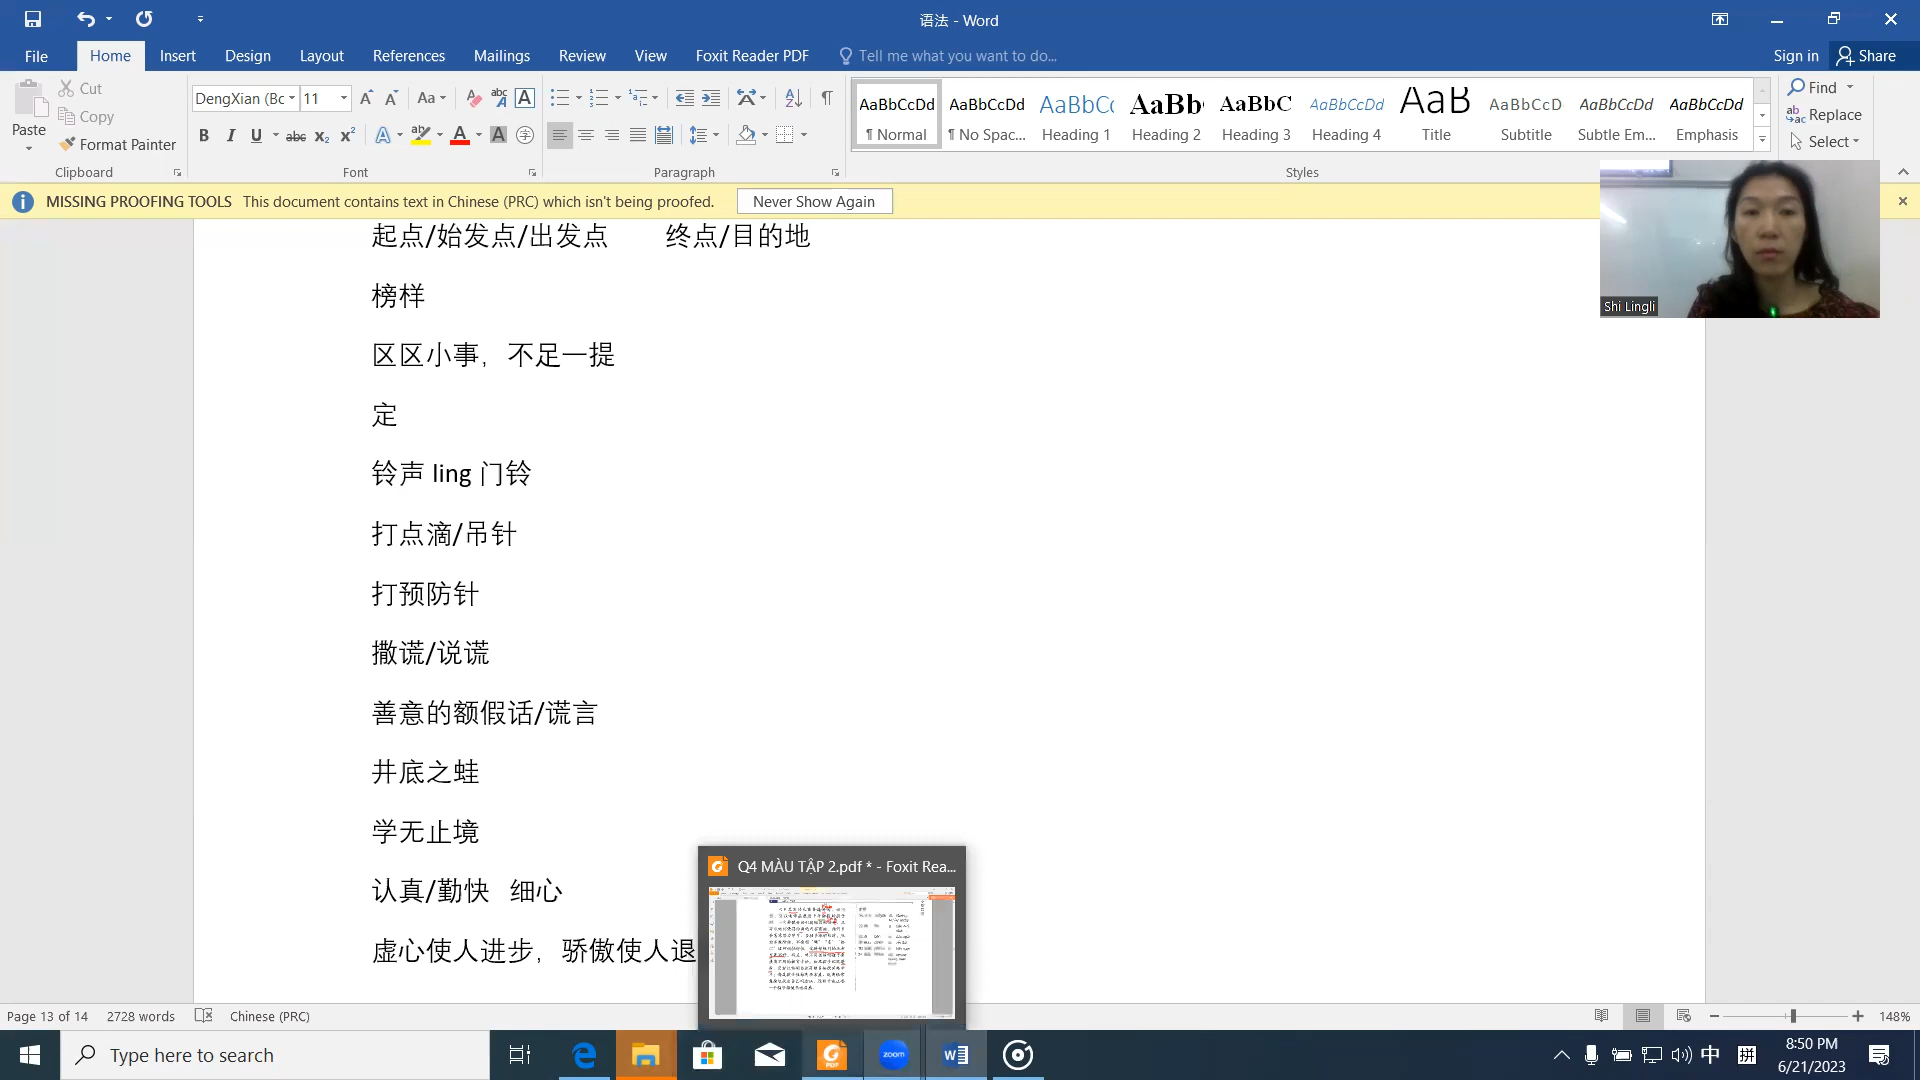 语法 - Word
File Home Insert Design Layout References Mailings Review View Foxit Reader PDF Tell me what you want to do... Sign in Share
Paste Cut Copy Format Painter Clipboard
DengXian (Bc 11 Aa B I U abc x₂ x² A Font
Paragraph
AaBbCcDd AaBbCcDd AaBbCc AaBb AaBbC AaBbCcDd AaB AaBbCcD AaBbCcDd AaBbCcDd
¶ Normal ¶ No Spac... Heading 1 Heading 2 Heading 3 Heading 4 Title Subtitle Subtle Em... Emphasis
Styles
Find
Replace
Select
MISSING PROOFING TOOLS This document contains text in Chinese (PRC) which isn't being proofed. Never Show Again
Shi Lingli
起点/始发点/出发点 终点/目的地
榜样
区区小事，不足一提
定
铃声 ling 门铃
打点滴/吊针
打预防针
撒谎/说谎
善意的额假话/谎言
井底之蛙
学无止境
认真/勤快 细心
虚心使人进步，骄傲使人退
Q4 MÀU TẬP 2.pdf * - Foxit Rea...
Page 13 of 14 2728 words Chinese (PRC) 148%
Type here to search
zoom
中 拼
8:50 PM
6/21/2023